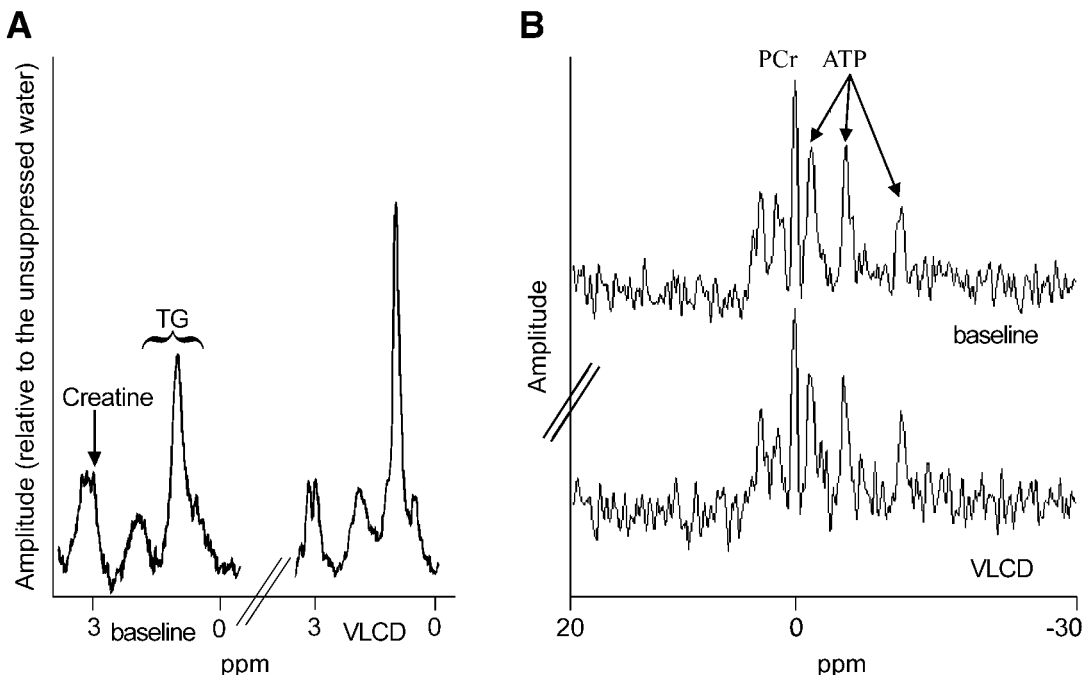 A
Amplitude (relative to the unsuppressed water)
TG
Creatine
3
baseline
0
3
VLCD
0
ppm
B
PCr
ATP
Amplitude
baseline
VLCD
20
0
-30
ppm